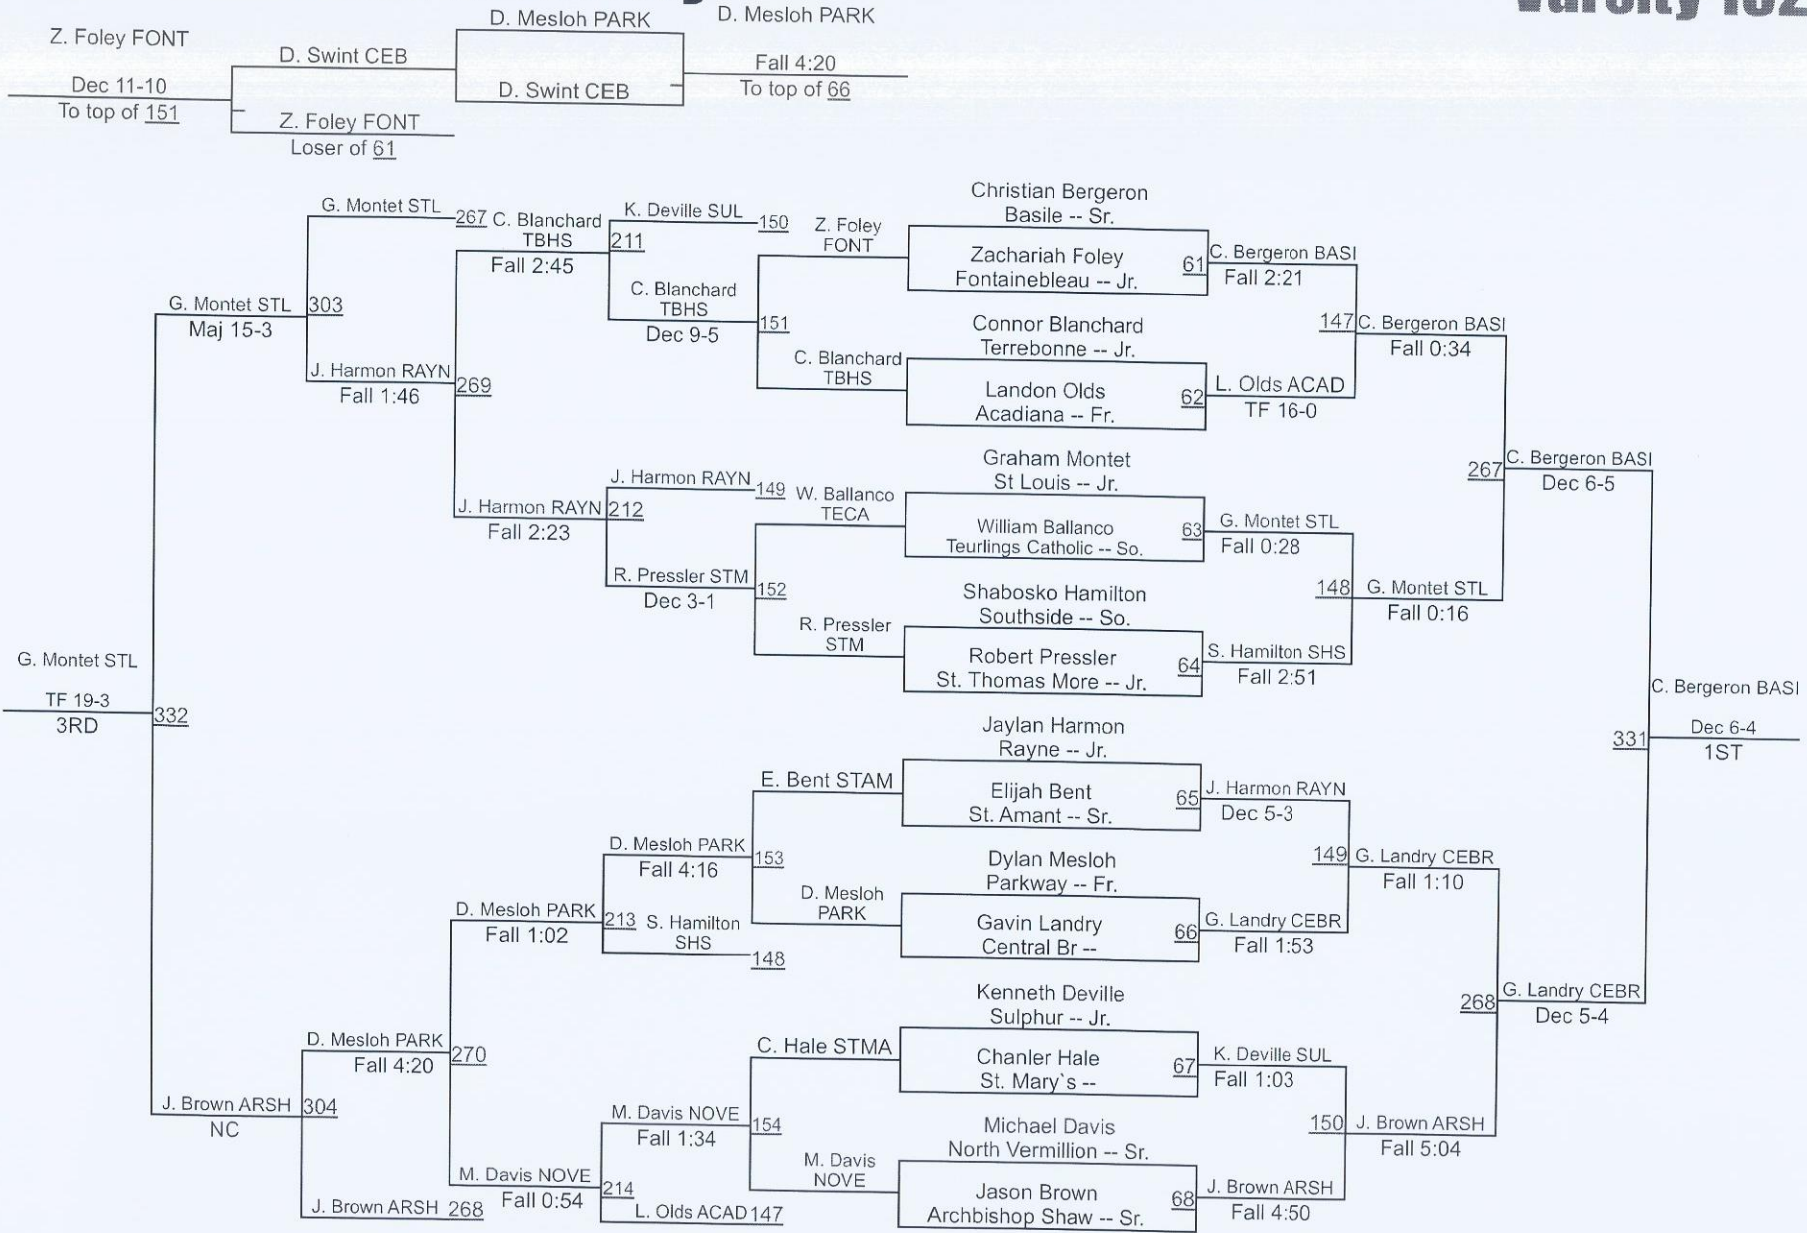 Varsity 182
D. Mesloh PARK
D. Mesloh PARK
Z. Foley FONT
D. Swint CEB
Fall 4:20
Dec 11-10
D. Swint CEB
To top of 66
To top of 151
Z. Foley FONT
Loser of 61
Christian Bergeron
Basile -- Sr.
G. Montet STL
267
C. Blanchard
TBHS
Fall 2:45
K. Deville SUL
150
211
Z. Foley
FONT
Zachariah Foley
Fontainebleau -- Jr.
61
C. Bergeron BASI
Fall 2:21
G. Montet STL
Maj 15-3
303
C. Blanchard
TBHS
Dec 9-5
151
Connor Blanchard
Terrebonne -- Jr.
147
C. Bergeron BASI
Fall 0:34
J. Harmon RAYN
Fall 1:46
269
C. Blanchard
TBHS
Landon Olds
Acadiana -- Fr.
62
L. Olds ACAD
TF 16-0
Graham Montet
St Louis -- Jr.
267
C. Bergeron BASI
Dec 6-5
J. Harmon RAYN
149
J. Harmon RAYN
Fall 2:23
212
W. Ballanco
TECA
William Ballanco
Teurlings Catholic -- So.
63
G. Montet STL
Fall 0:28
R. Pressler STM
Dec 3-1
152
Shabosko Hamilton
Southside -- So.
148
G. Montet STL
Fall 0:16
R. Pressler
STM
Robert Pressler
St. Thomas More -- Jr.
64
S. Hamilton SHS
Fall 2:51
G. Montet STL
TF 19-3
3RD
332
C. Bergeron BASI
Dec 6-4
1ST
331
Jaylan Harmon
Rayne -- Jr.
E. Bent STAM
Elijah Bent
St. Amant -- Sr.
65
J. Harmon RAYN
Dec 5-3
D. Mesloh PARK
Fall 4:16
153
Dylan Mesloh
Parkway -- Fr.
149
G. Landry CEBR
Fall 1:10
D. Mesloh PARK
Fall 1:02
213
S. Hamilton
SHS
148
D. Mesloh
PARK
Gavin Landry
Central Br --
66
G. Landry CEBR
Fall 1:53
Kenneth Deville
Sulphur -- Jr.
268
G. Landry CEBR
Dec 5-4
D. Mesloh PARK
Fall 4:20
270
C. Hale STMA
Chanler Hale
St. Mary`s --
67
K. Deville SUL
Fall 1:03
J. Brown ARSH
NC
304
M. Davis NOVE
Fall 1:34
154
Michael Davis
North Vermillion -- Sr.
150
J. Brown ARSH
Fall 5:04
M. Davis NOVE
Fall 0:54
214
M. Davis
NOVE
Jason Brown
Archbishop Shaw -- Sr.
68
J. Brown ARSH
Fall 4:50
J. Brown ARSH
268
L. Olds ACAD
147